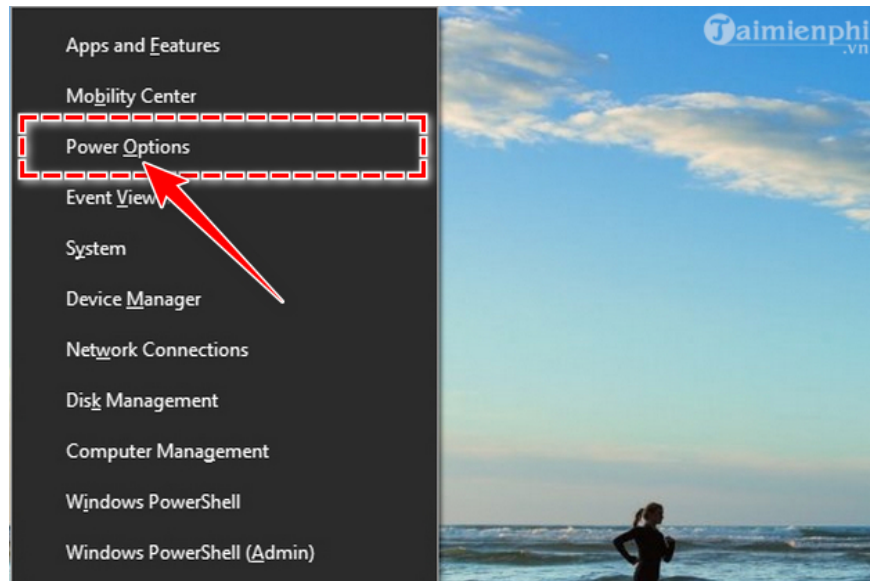 Taimienphi
.vn
Apps and Features
Mobility Center
Power Options
Event View
System
Device Manager
Network Connections
Disk Management
Computer Management
Windows PowerShell
Windows PowerShell (Admin)